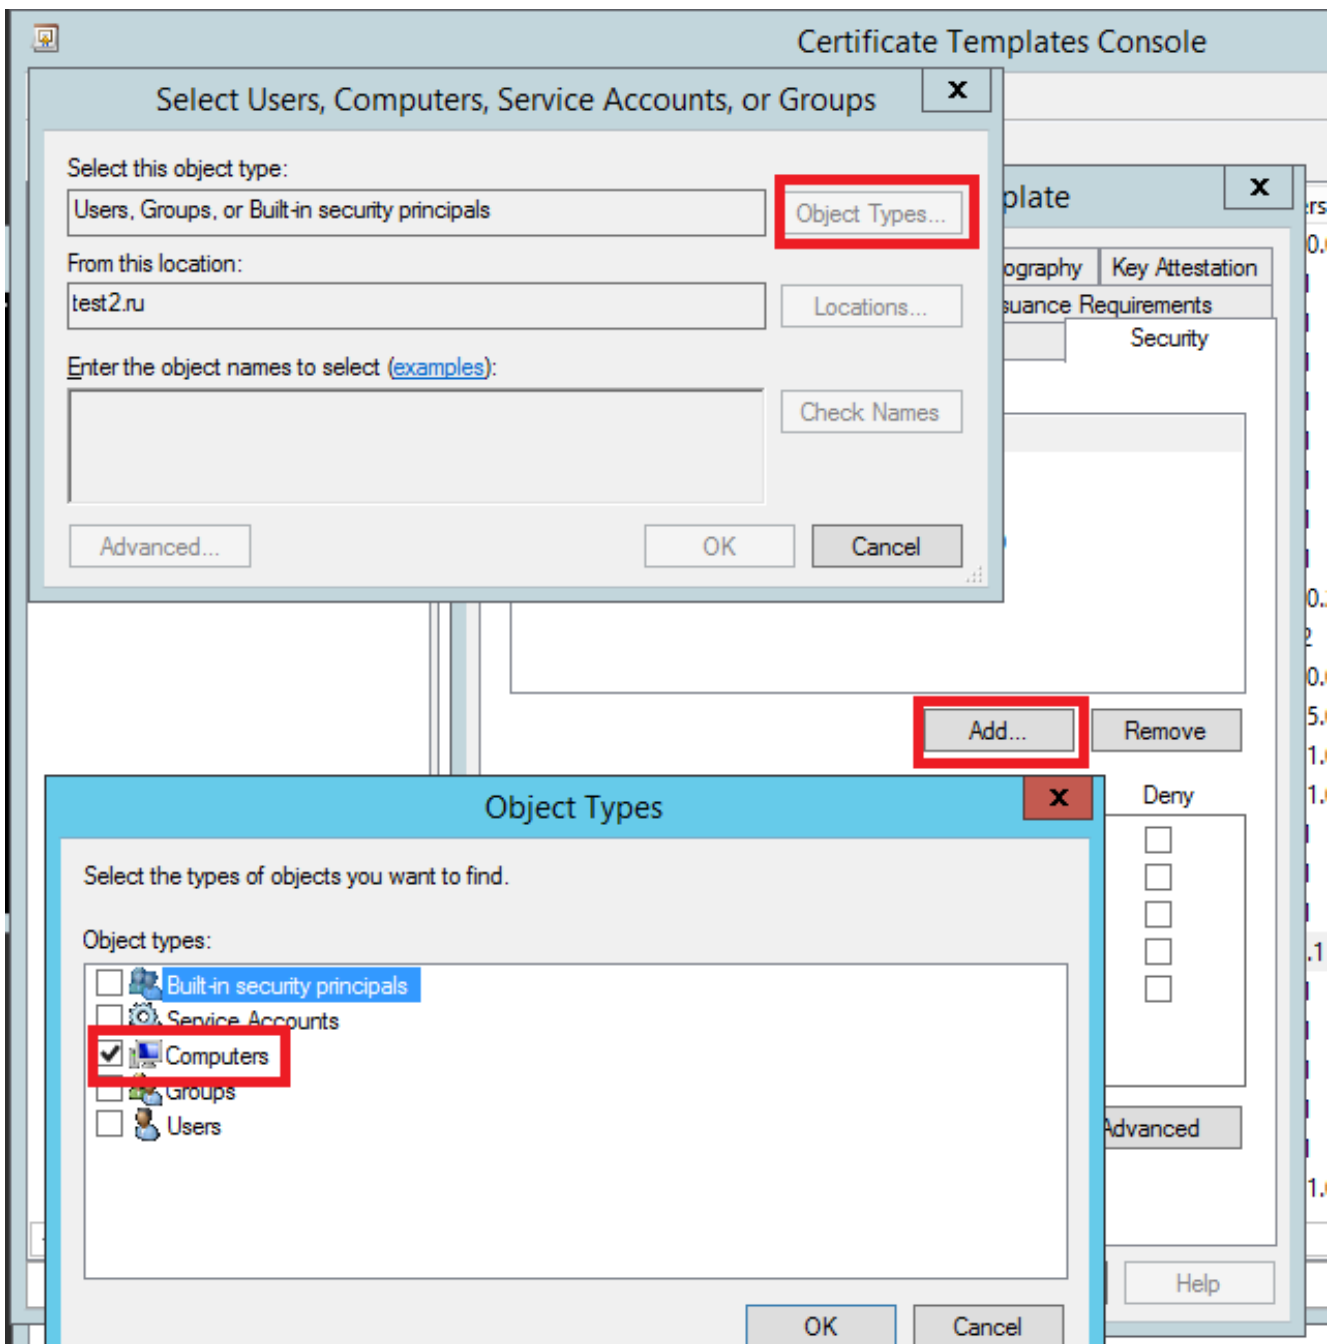 Certificate Templates Console
Select Users, Computers, Service Accounts, or Groups
x
Select this object type:
Users, Groups, or Built-in security principals
Object Types...
From this location:
test2.ru
Locations...
Enter the object names to select (examples):
Check Names
Advanced...
OK
Cancel
x
Key Attestation
Requirements
Security
Add...
Remove
Deny
Advanced
Help
Object Types
x
Select the types of objects you want to find.
Object types:
Built-in security principals
Service Accounts
Computers
Groups
Users
OK
Cancel